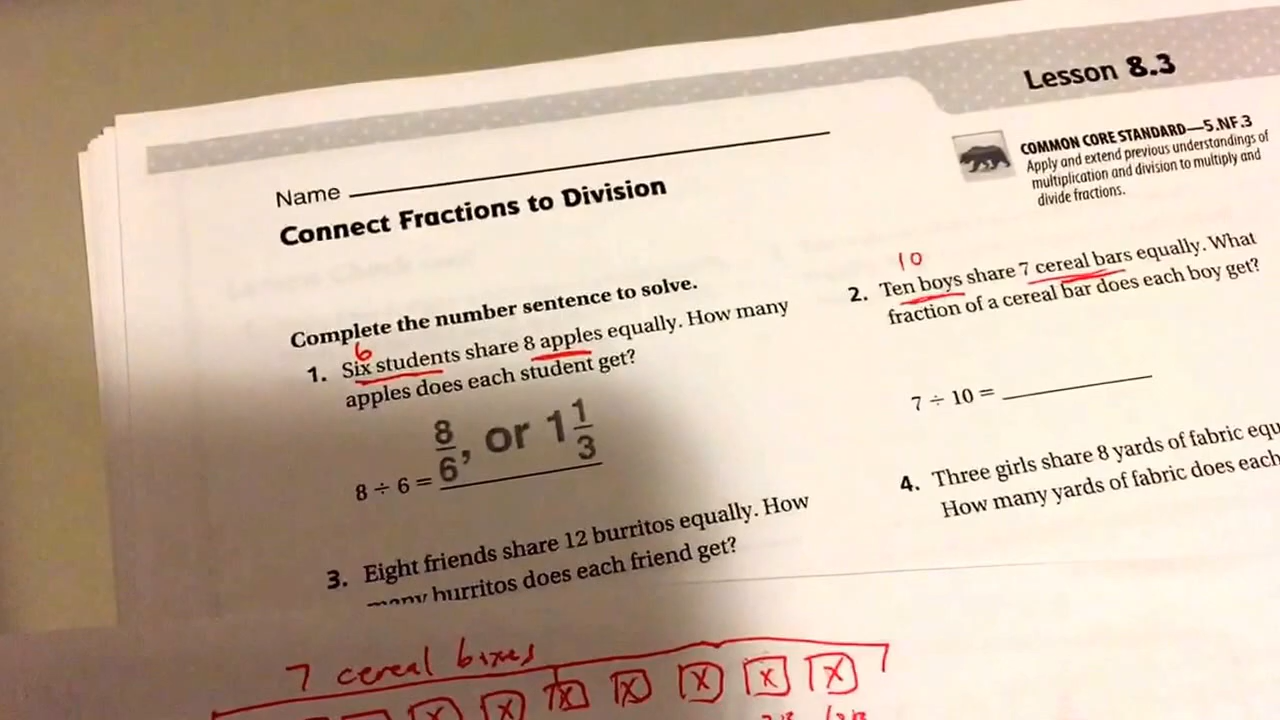 Lesson 8.3
COMMON CORE STANDARD—5.NF.3
Apply and extend previous understandings of
multiplication and division to multiply and
divide fractions.
Name
Connect Fractions to Division
Complete the number sentence to solve.
6
1. Six students share 8 apples equally. How many
apples does each student get?
8/6, or 1 1/3
8 ÷ 6 =
10
2. Ten boys share 7 cereal bars equally. What
fraction of a cereal bar does each boy get?
7 ÷ 10 =
3. Eight friends share 12 burritos equally. How
many burritos does each friend get?
4. Three girls share 8 yards of fabric
How many yards of fabric does each
7 cereal boxes
X X X X X X X